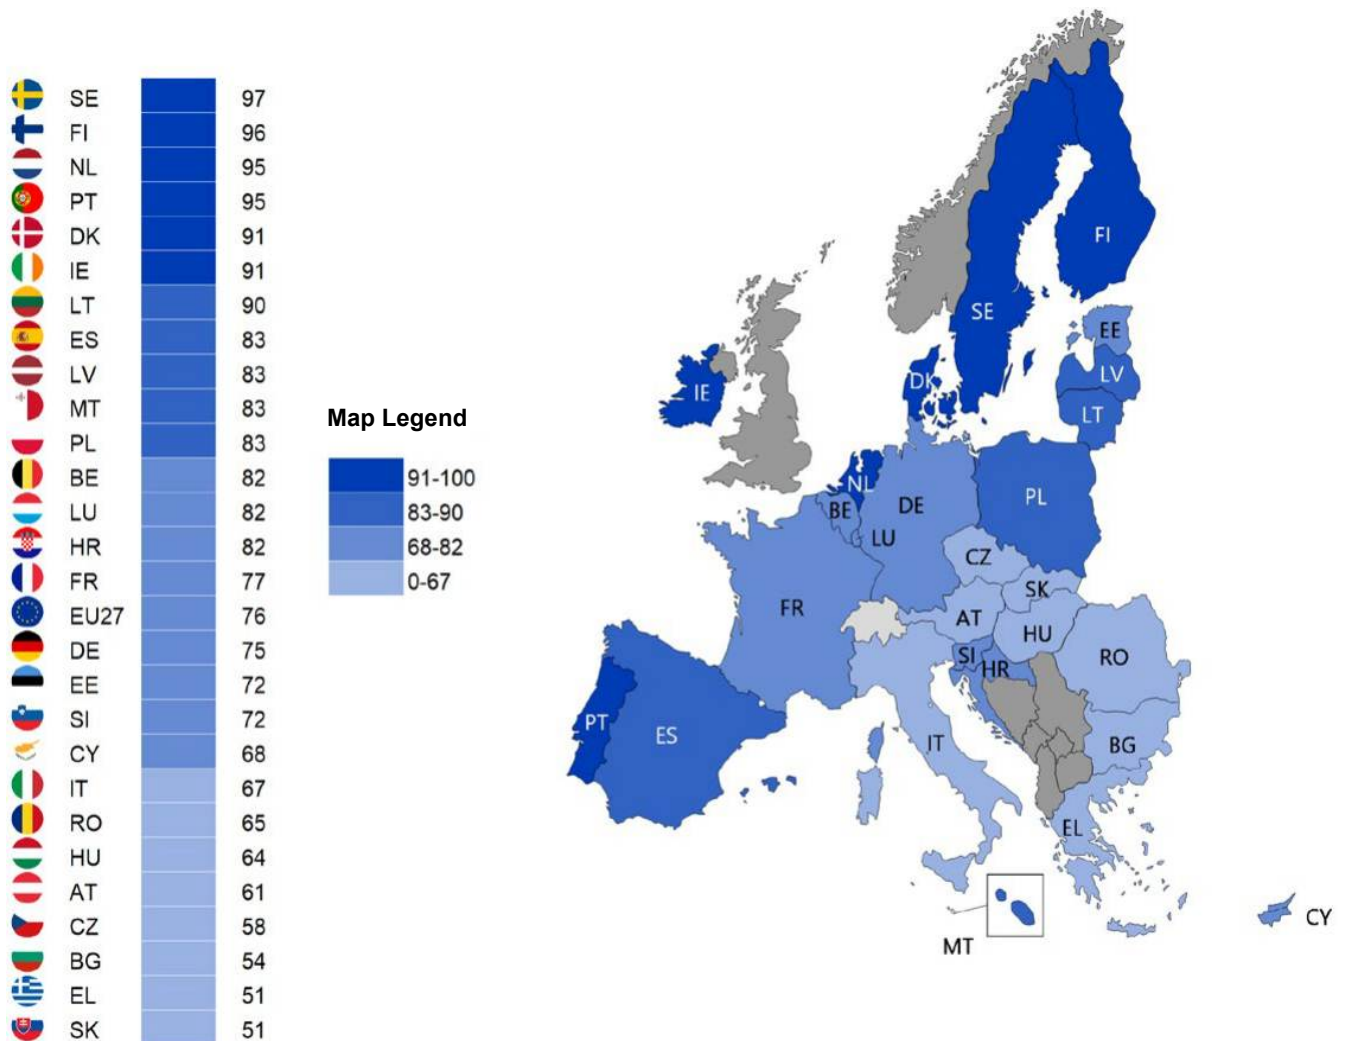 SE 97
FI 96
NL 95
PT 95
DK 91
IE 91
LT 90
ES 83
LV 83
MT 83
PL 83
BE 82
LU 82
HR 82
FR 77
EU27 76
DE 75
EE 72
SI 72
CY 68
IT 67
RO 65
HU 64
AT 61
CZ 58
BG 54
EL 51
SK 51
Map Legend
91-100
83-90
68-82
0-67
FI
SE
EE
LV
LT
DK
IE
NL
PL
DE
BE
LU
CZ
SK
FR
AT
HU
SI
HR
RO
PT
ES
IT
BG
EL
CY
MT